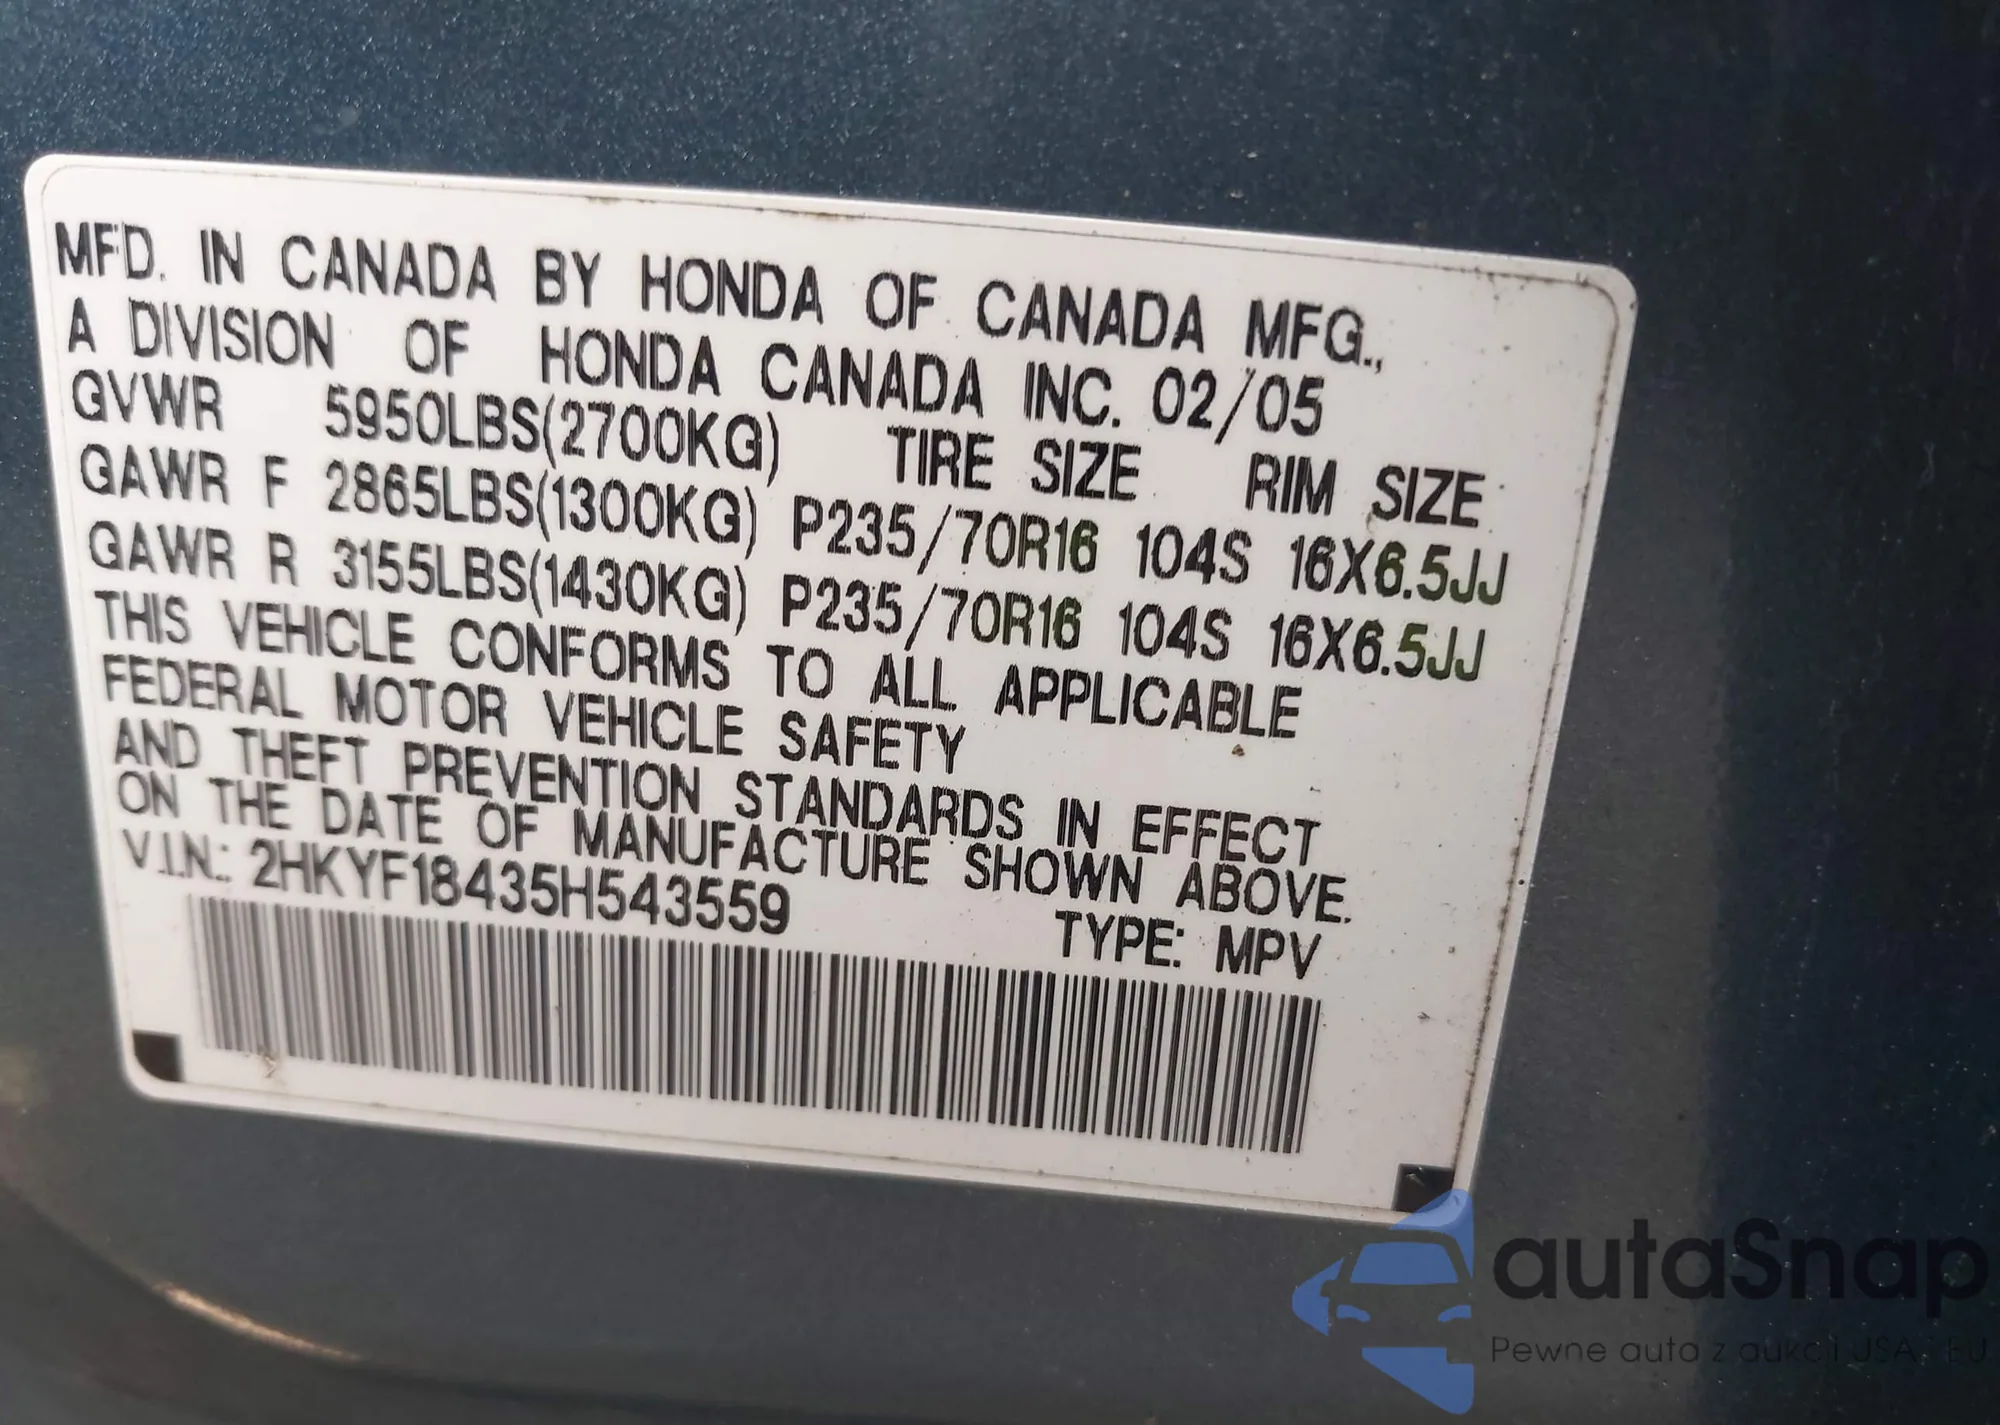 MFD. IN CANADA BY HONDA OF CANADA MFG.,
A DIVISION OF HONDA CANADA INC. 02/05
GVWR 5950LBS(2700KG) TIRE SIZE RIM SIZE
GAWR F 2865LBS(1300KG) P235/70R16 104S 16X6.5JJ
GAWR R 3155LBS(1430KG) P235/70R16 104S 16X6.5JJ
THIS VEHICLE CONFORMS TO ALL APPLICABLE
FEDERAL MOTOR VEHICLE SAFETY
AND THEFT PREVENTION STANDARDS IN EFFECT
ON THE DATE OF MANUFACTURE SHOWN ABOVE.
V.I.N.: 2HKYF18435H543559
TYPE: MPV
autaSnap
Pewne auta z aukcji USA i EU